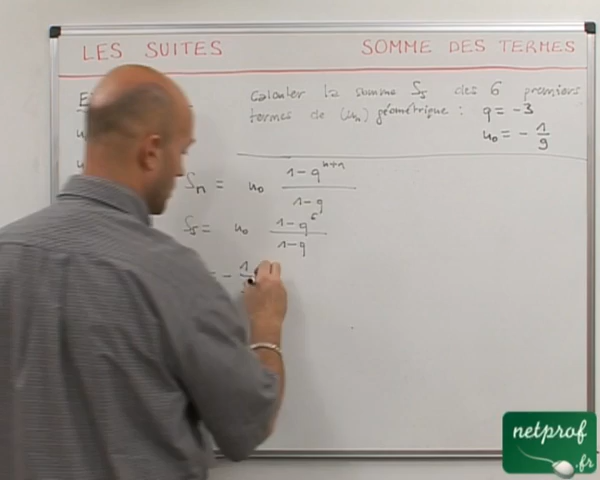 LES SUITES SOMME DES TERMES
Calculer la somme S₅ des 6 premiers
termes de (uₙ) géométrique : q = -3
u₀ = - 1/9
Sₙ = u₀ (1-qⁿ⁺¹)/(1-q)
S₅ = u₀ (1-q⁶)/(1-q)
= - 1
netprof
.fr